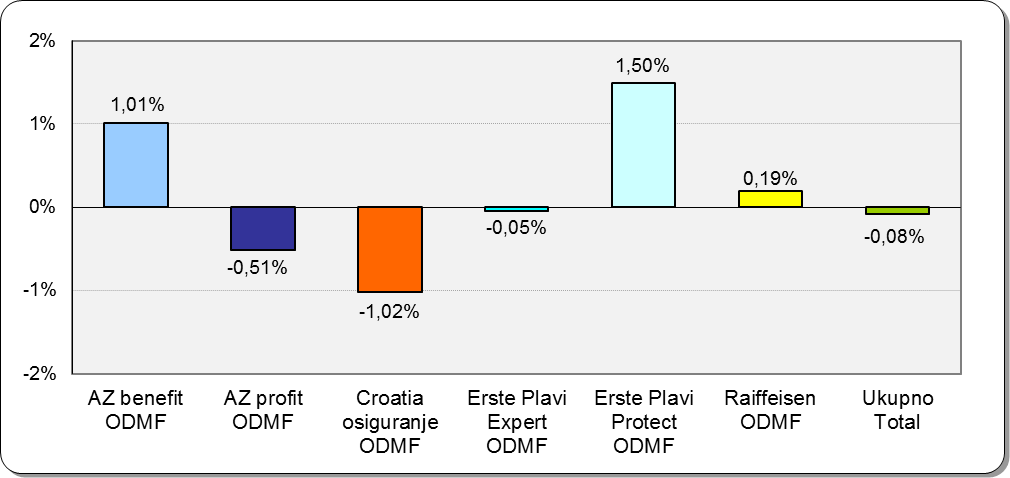 2%
1%
0%
-1%
-2%
1,01%
-0,51%
-1,02%
-0,05%
1,50%
0,19%
-0,08%
AZ benefit
ODMF
AZ profit
ODMF
Croatia
osiguranje
ODMF
Erste Plavi
Expert
ODMF
Erste Plavi
Protect
ODMF
Raiffeisen
ODMF
Ukupno
Total